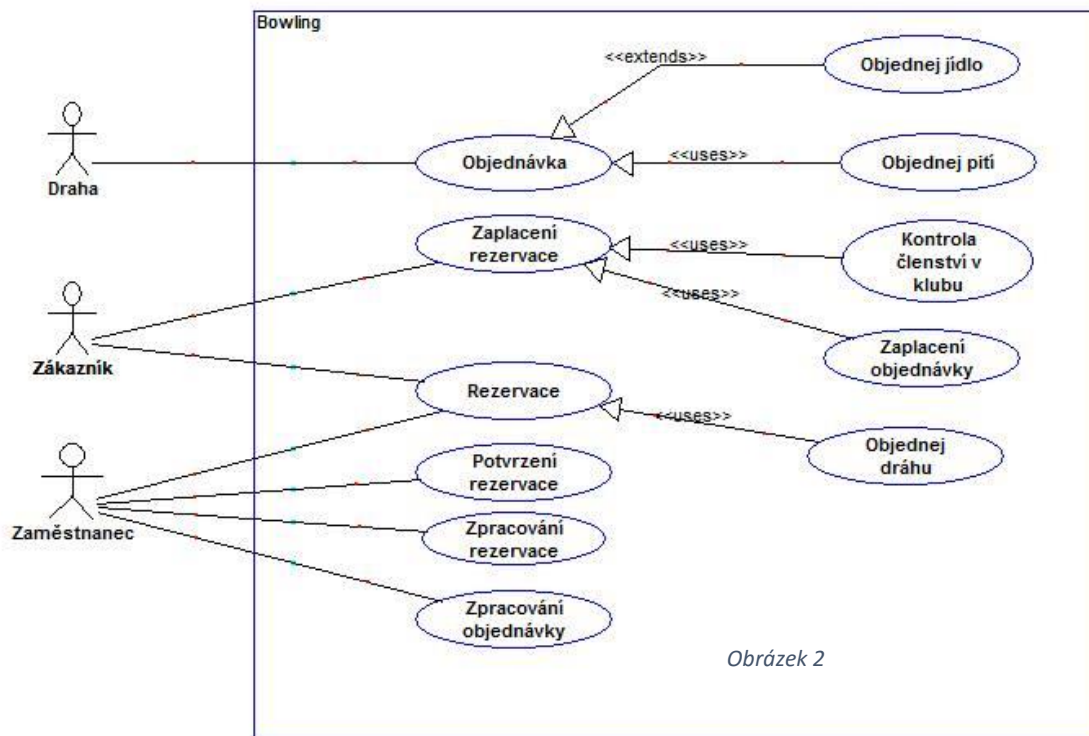 Bowling
<<extends>>
Objednej jídlo
Draha
Objednávka
<<uses>>
Objednej pití
Zaplacení
rezervace
<<uses>>
Kontrola
členství v
klubu
<<uses>>
Zaplacení
objednávky
Zákazník
Rezervace
<<uses>>
Objednej
dráhu
Zaměstnanec
Potvrzení
rezervace
Zpracování
rezervace
Zpracování
objednávky
Obrázek 2